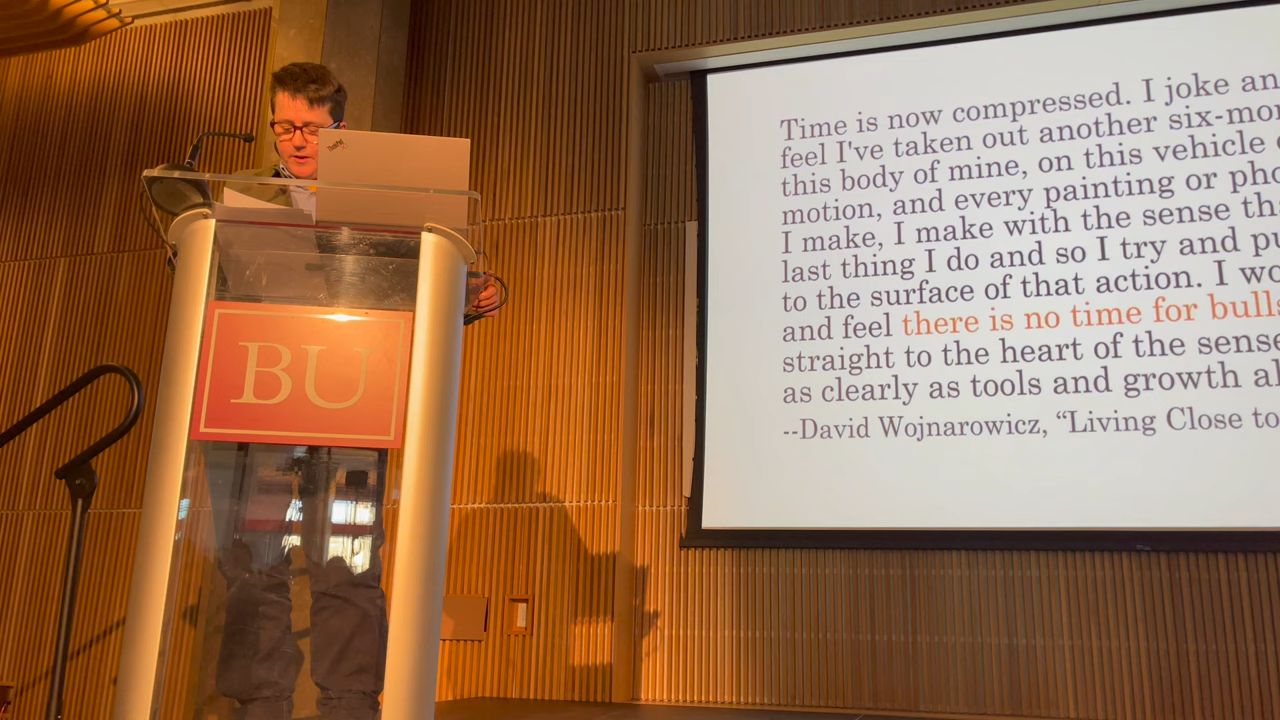 ThinkPad
BU
Time is now compressed. I joke an
feel I've taken out another six-mo
this body of mine, on this vehicle
motion, and every painting or pho
I make, I make with the sense th
last thing I do and so I try and pu
to the surface of that action. I wo
and feel there is no time for bulls
straight to the heart of the sense
as clearly as tools and growth al
--David Wojnarowicz, “Living Close to